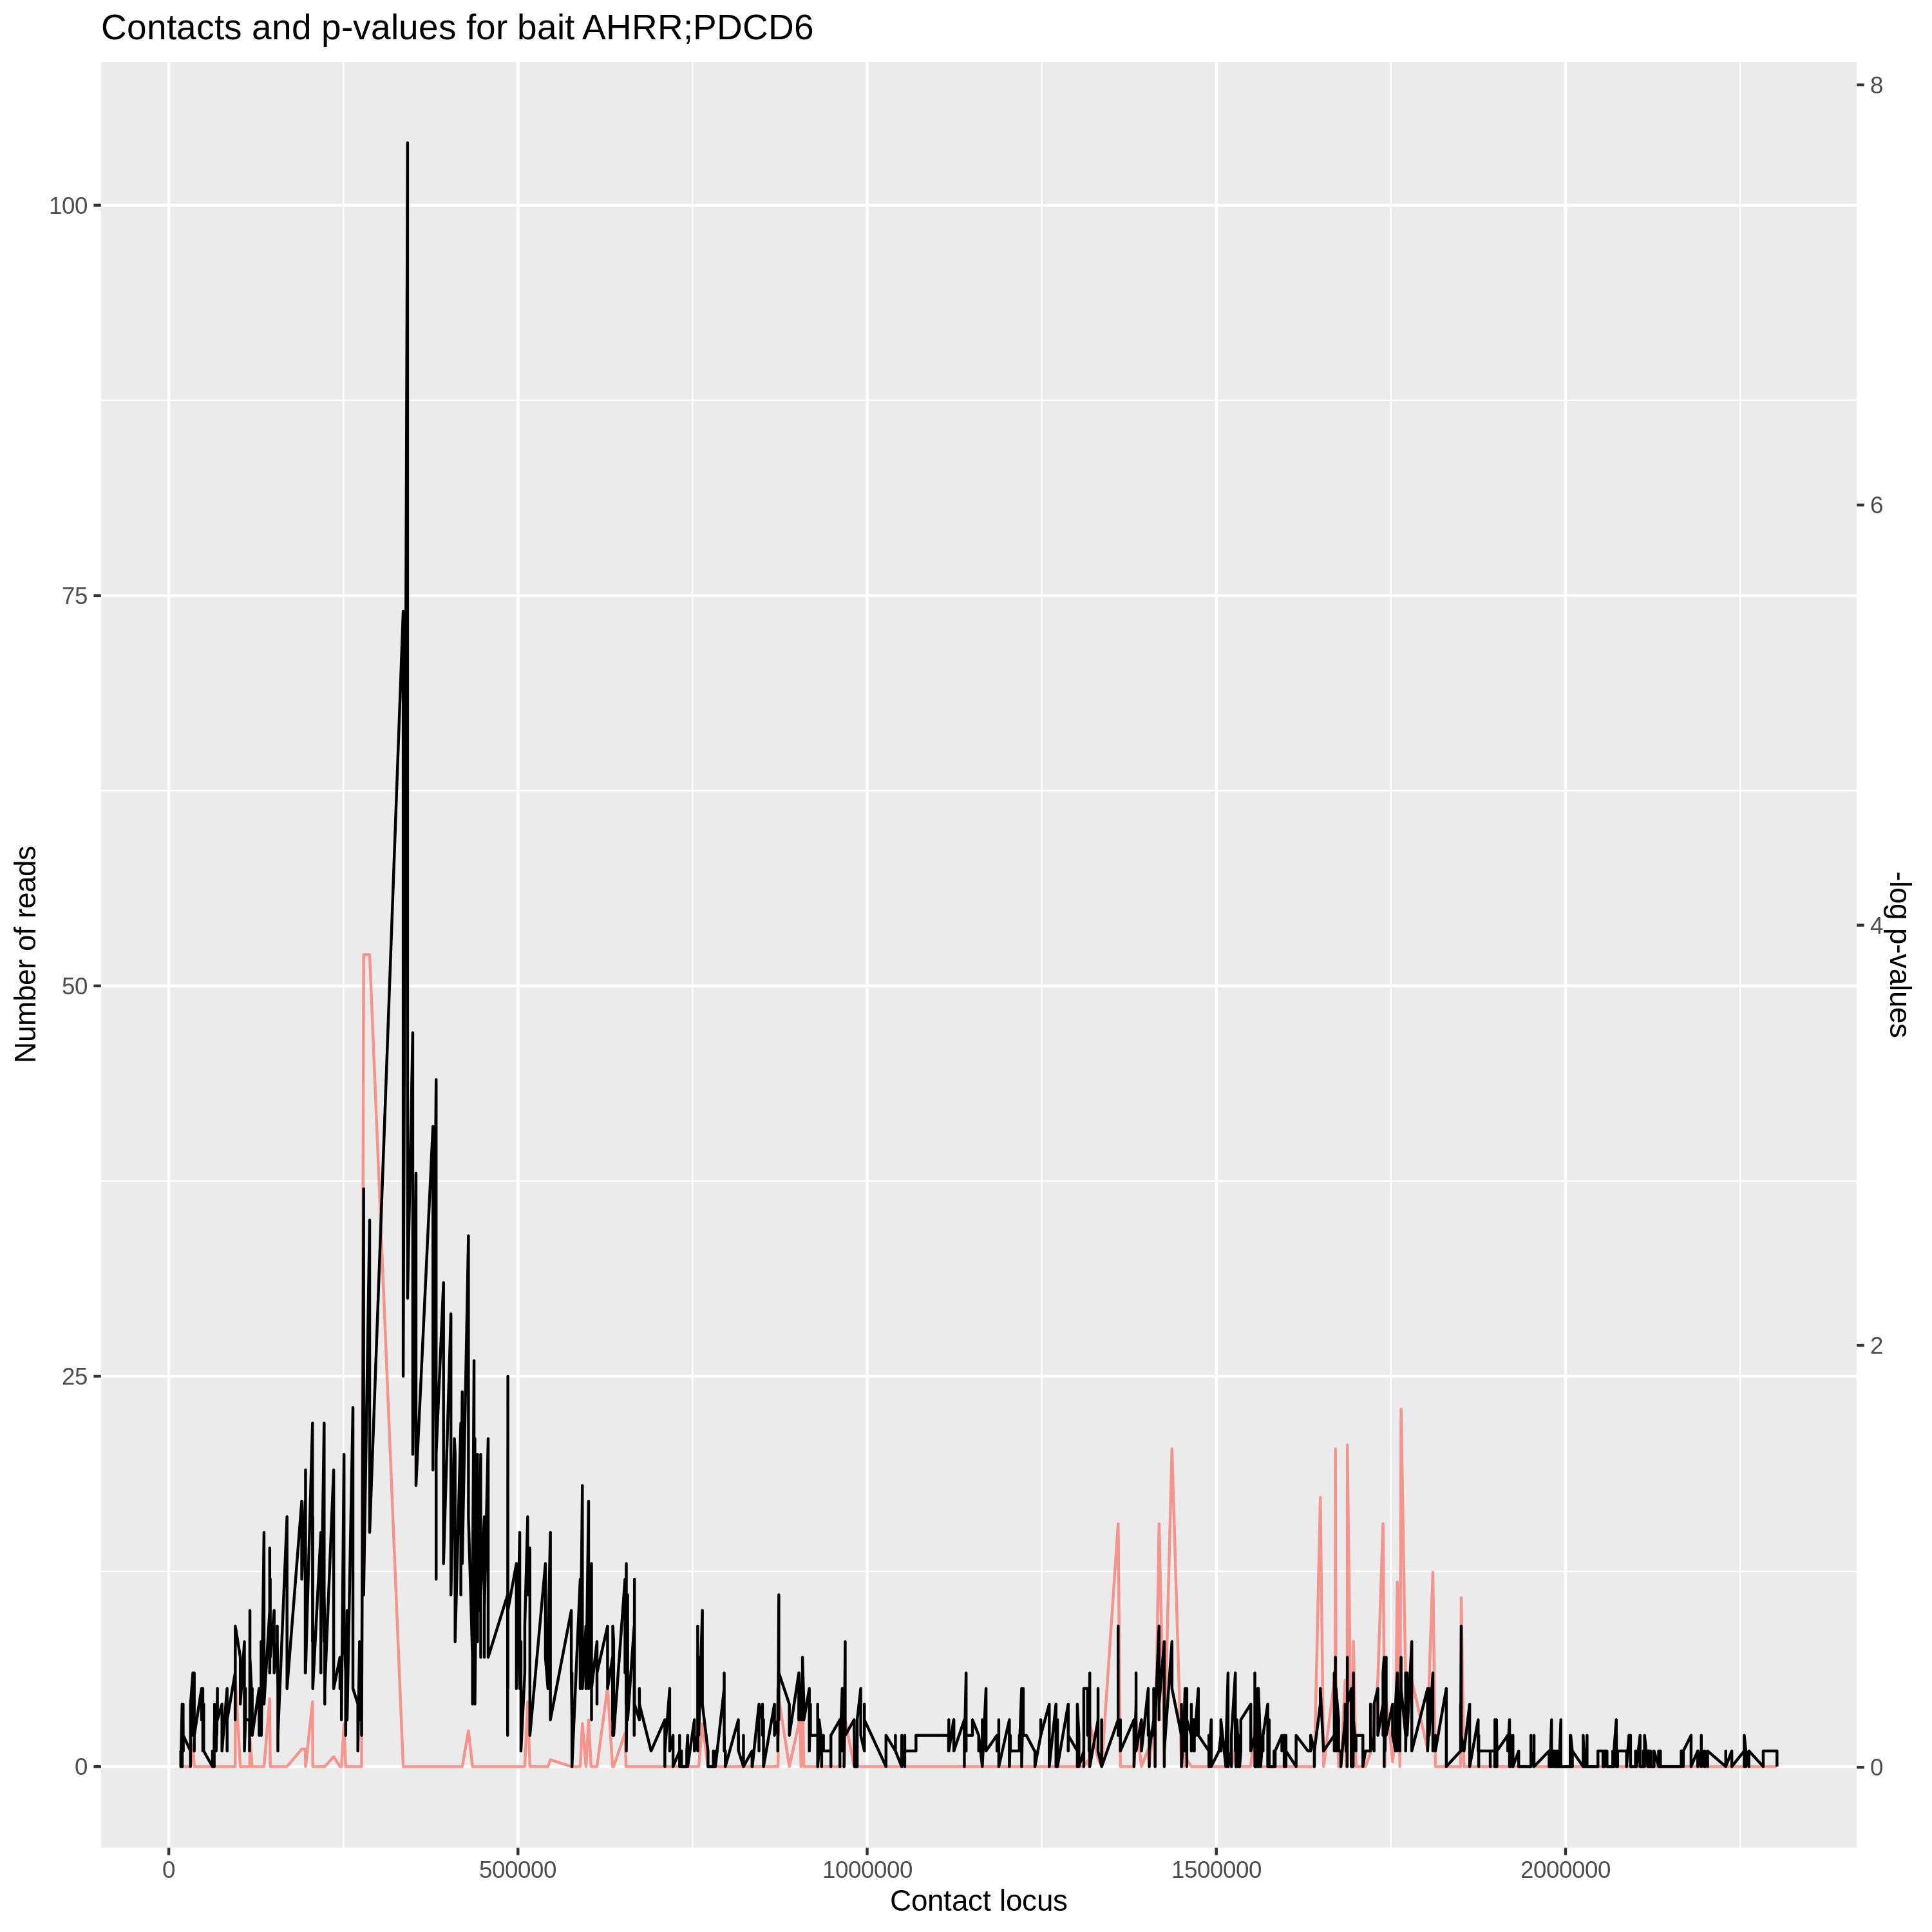 Contacts and p-values for bait AHRR;PDCD6
Number of reads
100
75
50
25
0
8
6
4
2
0
-log p-values
0 500000 1000000 1500000 2000000
Contact locus